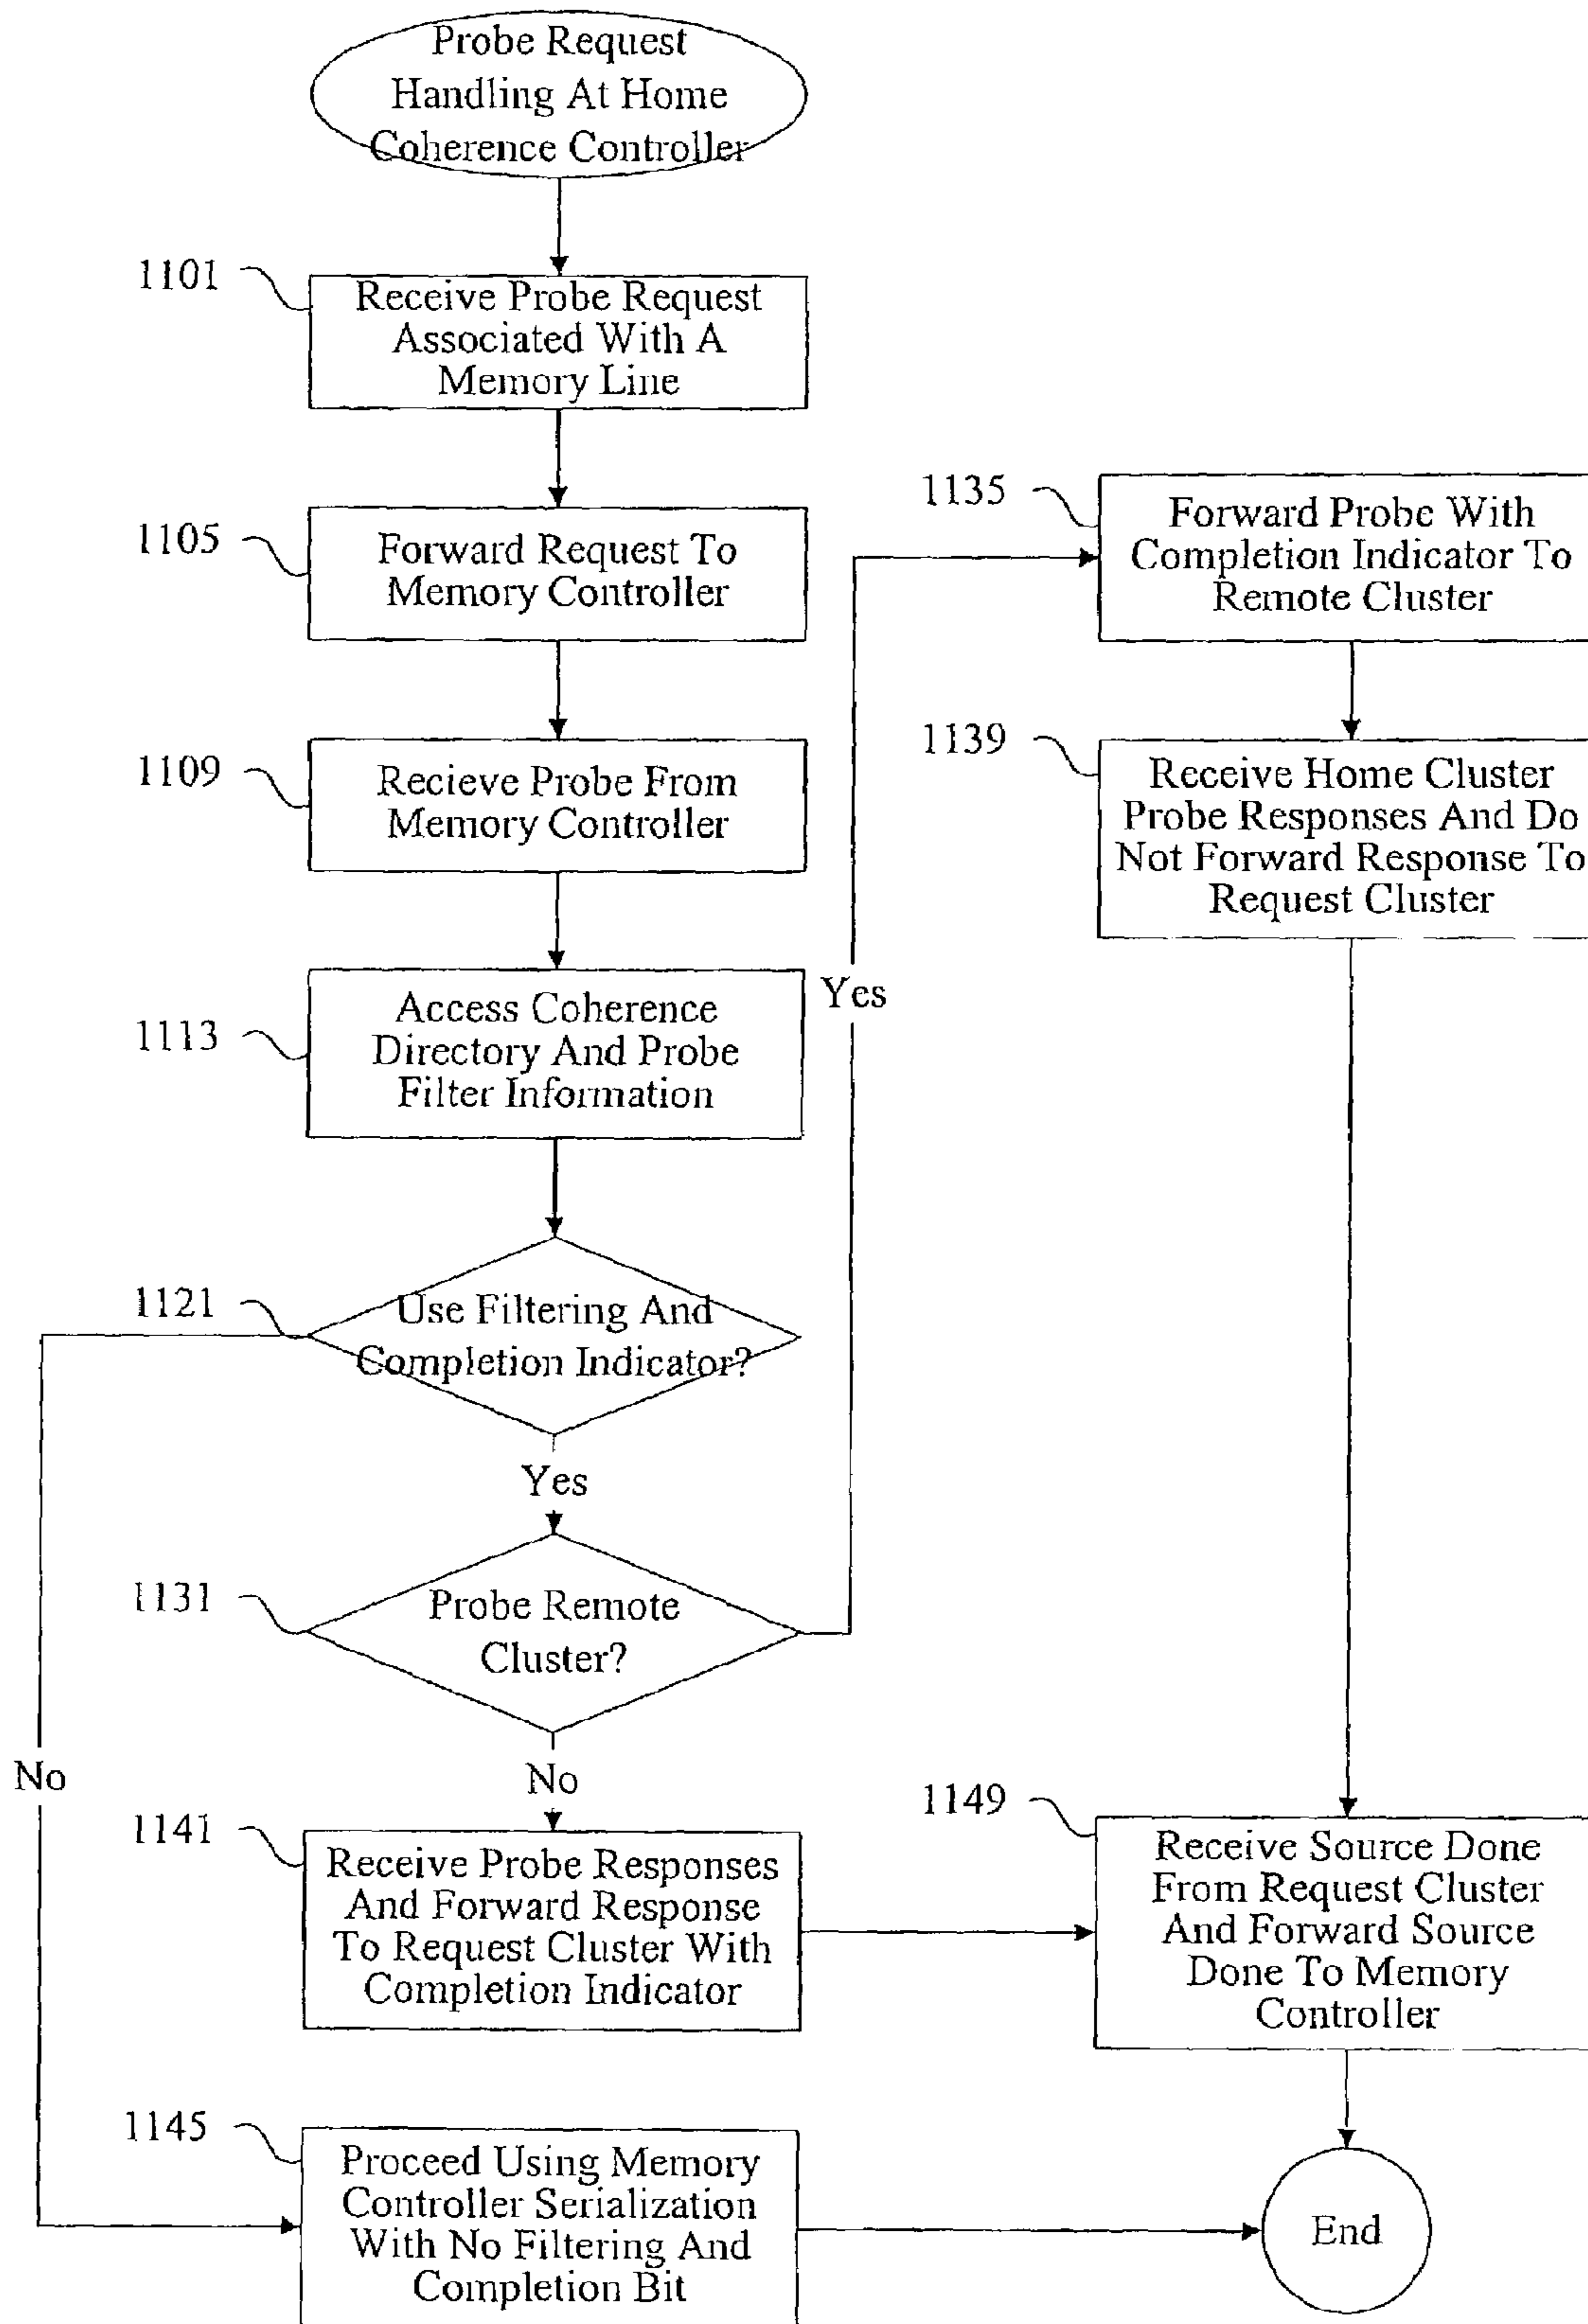 Probe Request
Handling At Home
Coherence Controller
1101
Receive Probe Request
Associated With A
Memory Line
1105
Forward Request To
Memory Controller
1109
Recieve Probe From
Memory Controller
1113
Access Coherence
Directory And Probe
Filter Information
1121
Use Filtering And
Completion Indicator?
Yes
1131
Probe Remote
Cluster?
Yes
No
No
1135
Forward Probe With
Completion Indicator To
Remote Cluster
1139
Receive Home Cluster
Probe Responses And Do
Not Forward Response To
Request Cluster
1141
Receive Probe Responses
And Forward Response
To Request Cluster With
Completion Indicator
1149
Receive Source Done
From Request Cluster
And Forward Source
Done To Memory
Controller
1145
Proceed Using Memory
Controller Serialization
With No Filtering And
Completion Bit
End